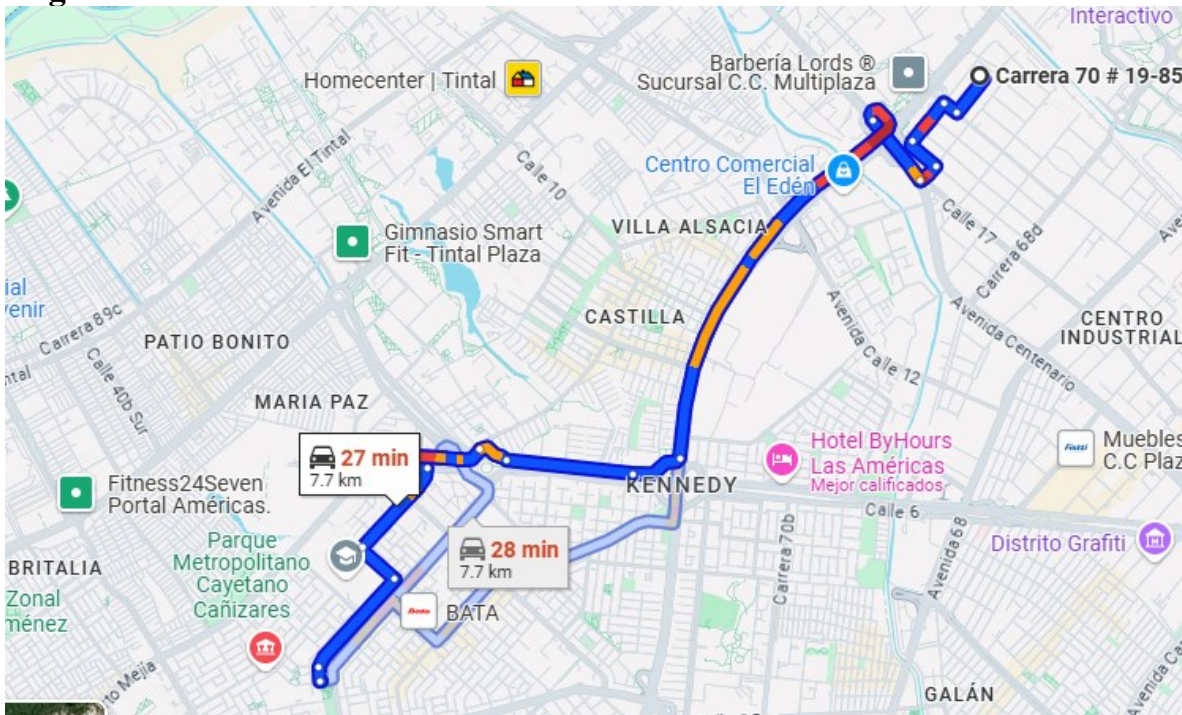 Interactivo
Barbería Lords ®
Sucursal C.C. Multiplaza
Carrera 70 # 19-85
Homecenter | Tintal
Avenida El Tintal
Calle 10
Centro Comercial
El Edén
Calle 17
Carrera 68d
VILLA ALSACIA
Gimnasio Smart
Fit - Tintal Plaza
Carrera 89c
PATIO BONITO
CASTILLA
Avenida Calle 12
Avenida Centenario
CENTRO
INDUSTRIAL
Calle 40b Sur
MARIA PAZ
27 min
7.7 km
Fitness24Seven
Portal Américas.
KENNEDY
Hotel ByHours
Las Américas
Mejor calificados
Muebles
C.C Plaz
Calle 6
28 min
7.7 km
Carrera 70b
Avenida 68
Distrito Grafiti
Parque
Metropolitano
Cayetano
Cañizares
BRITALIA
Zonal
BATA
GALÁN